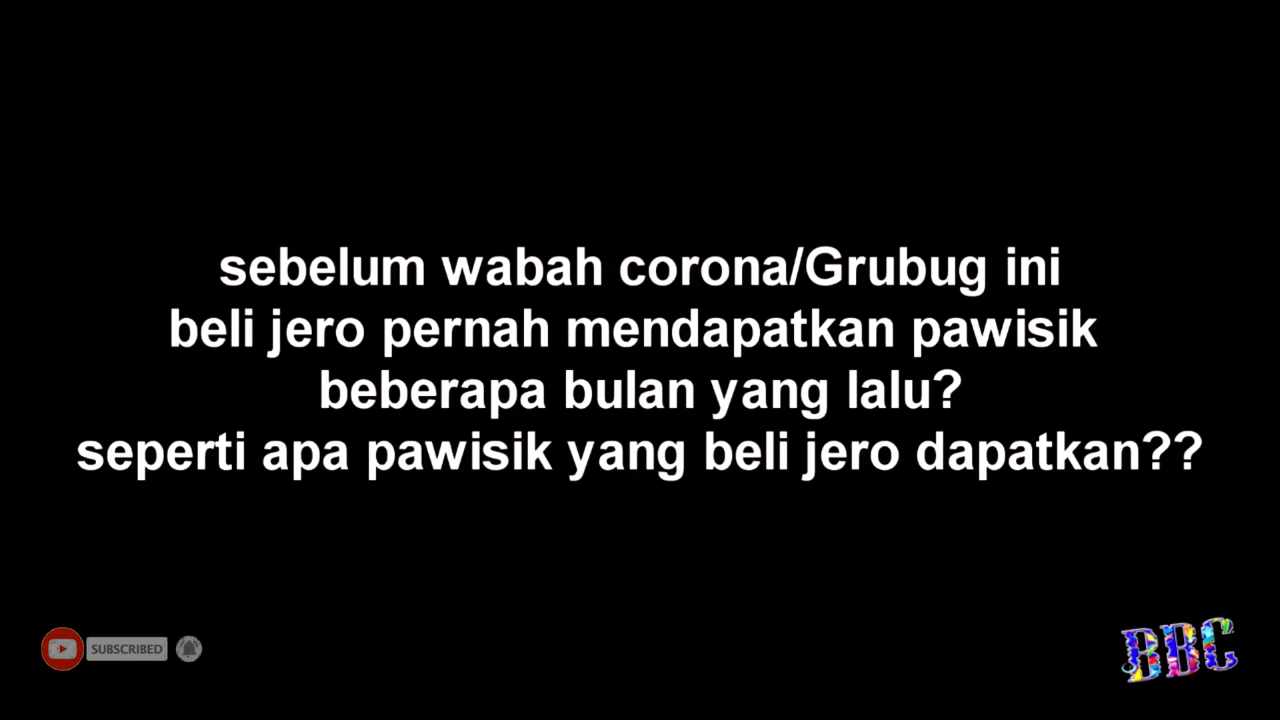 sebelum wabah corona/Grubug ini
beli jero pernah mendapatkan pawisik
beberapa bulan yang lalu?
seperti apa pawisik yang beli jero dapatkan??
SUBSCRIBED
BBC